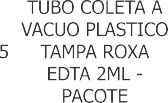 TUBO COLETA A
VACUO PLASTICO
5 TAMPA ROXA
EDTA 2ML -
PACOTE